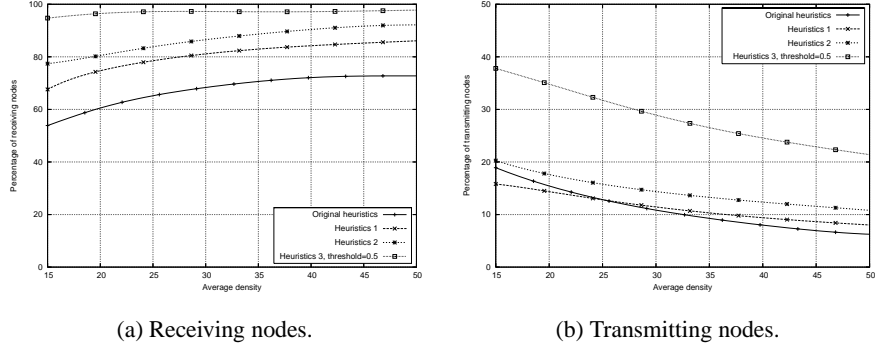 100
80
60
40
20
0
Percentage of receiving nodes
15 20 25 30 35 40 45 50
Average density
Original heuristics
Heuristics 1
Heuristics 2
Heuristics 3, threshold=0.5
(a) Receiving nodes.
50
40
30
20
10
0
Percentage of transmitting nodes
15 20 25 30 35 40 45 50
Average density
Original heuristics
Heuristics 1
Heuristics 2
Heuristics 3, threshold=0.5
(b) Transmitting nodes.